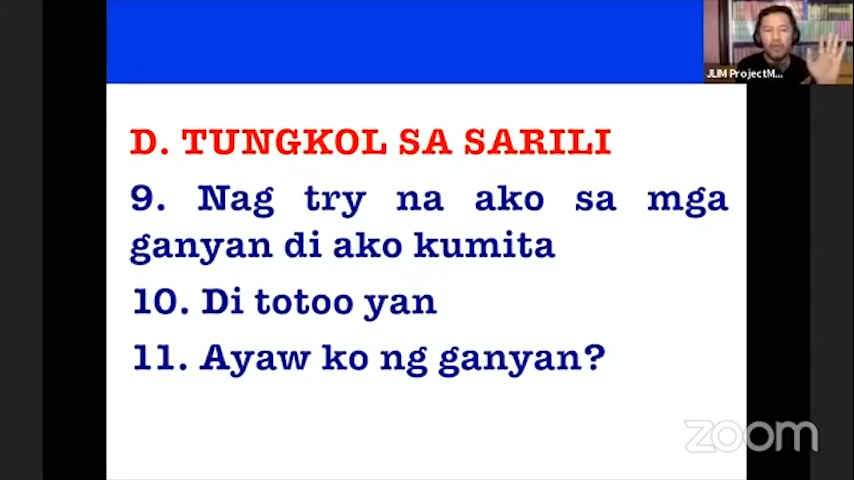 JLIM ProjectM...
D. TUNGKOL SA SARILI
9. Nag try na ako sa mga
ganyan di ako kumita
10. Di totoo yan
11. Ayaw ko ng ganyan?
zoom